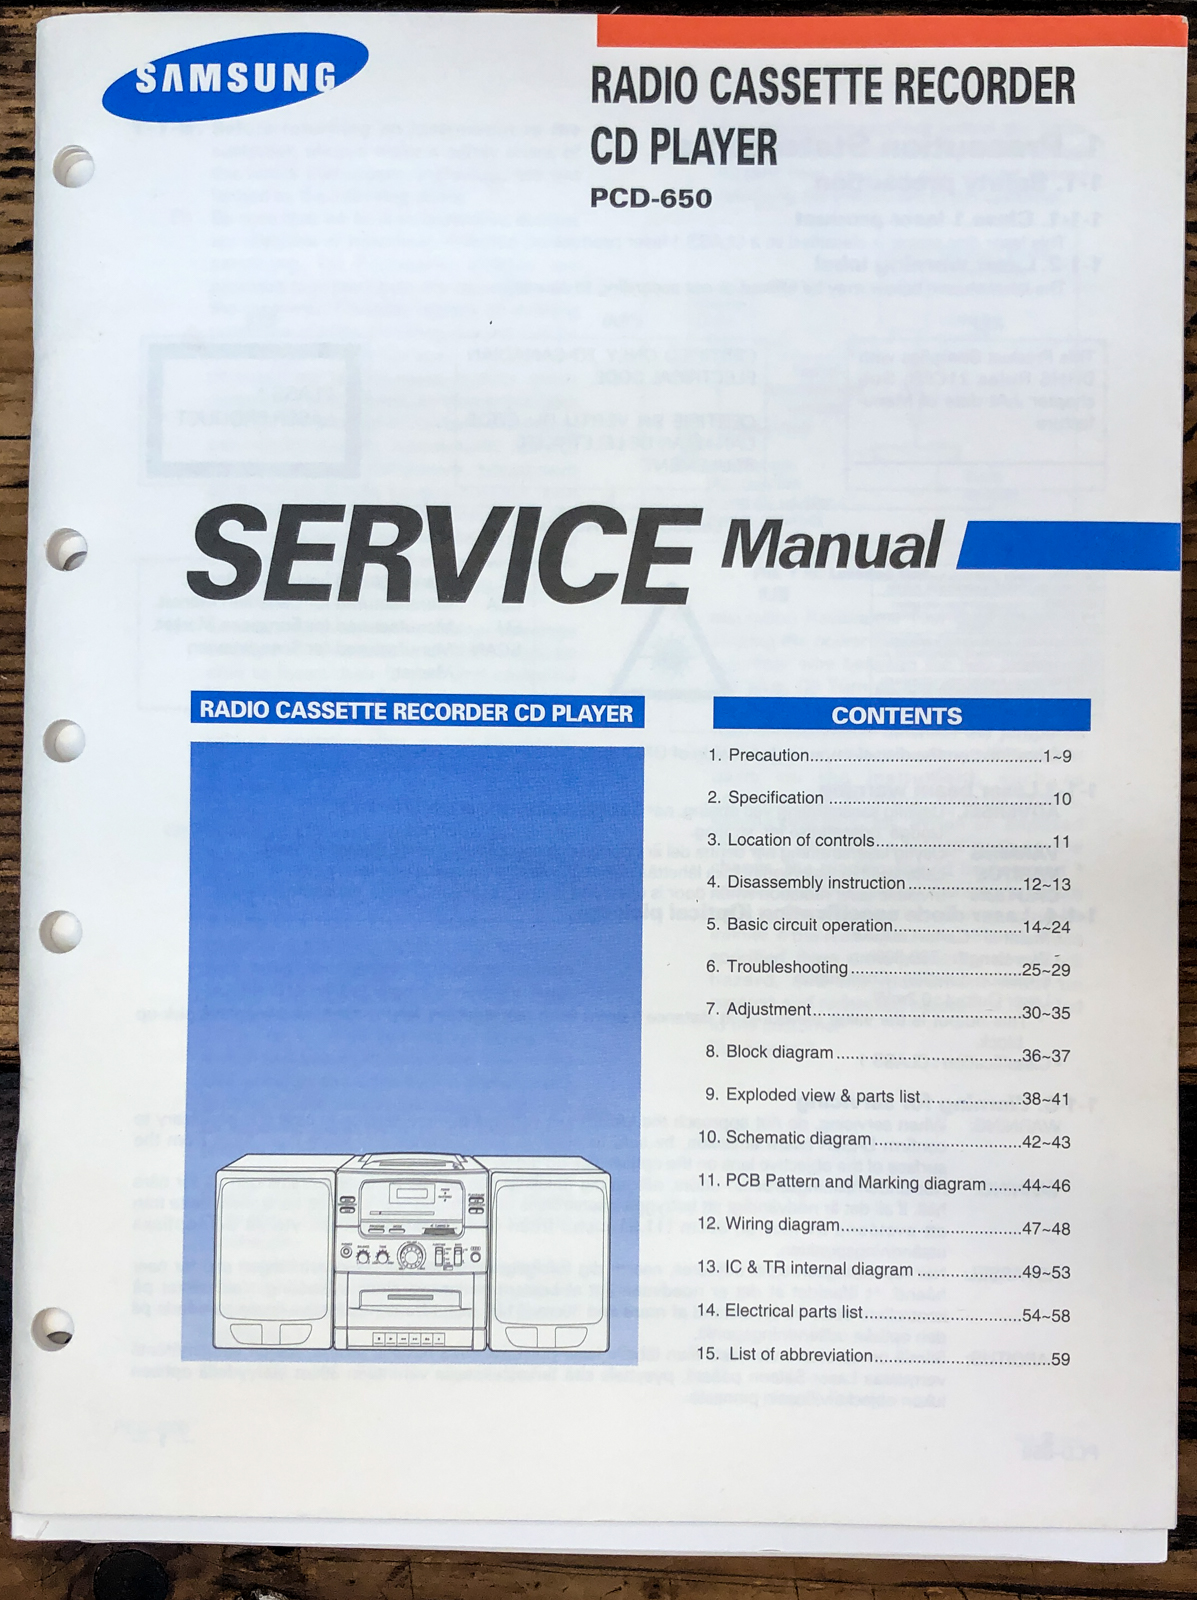 SAMSUNG
RADIO CASSETTE RECORDER
CD PLAYER
PCD-650
SERVICE Manual
RADIO CASSETTE RECORDER CD PLAYER
CONTENTS
1. Precaution..................................................1~9
2. Specification ................................................10
3. Location of controls......................................11
4. Disassembly instruction........................12~13
5. Basic circuit operation...........................14~24
6. Troubleshooting.....................................25~29
7. Adjustment.............................................30~35
8. Block diagram........................................36~37
9. Exploded view & parts list.....................38~41
10. Schematic diagram................................42~43
11. PCB Pattern and Marking diagram.......44~46
12. Wiring diagram.......................................47~48
13. IC & TR internal diagram .......................49~53
14. Electrical parts list..................................54~58
15. List of abbreviation......................................59